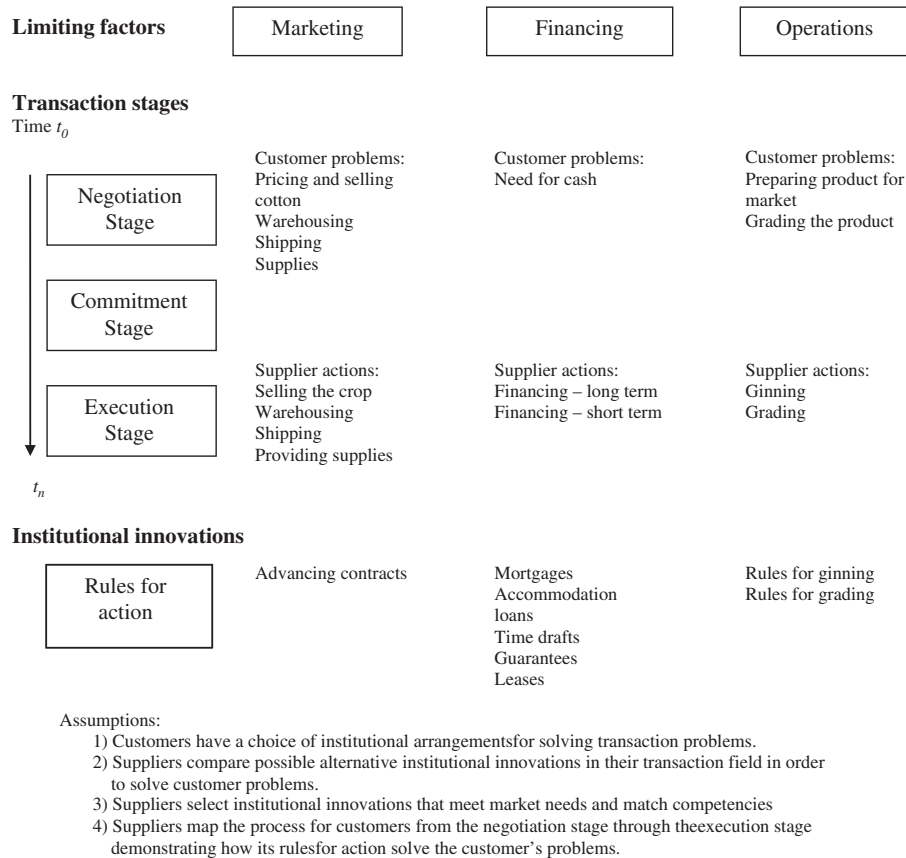 Limiting factors
Marketing
Financing
Operations
Transaction stages
Time t0
Negotiation
Stage
Customer problems:
Pricing and selling
cotton
Warehousing
Shipping
Supplies
Customer problems:
Need for cash
Customer problems:
Preparing product for
market
Grading the product
Commitment
Stage
Execution
Stage
Supplier actions:
Selling the crop
Warehousing
Shipping
Providing supplies
Supplier actions:
Financing – long term
Financing – short term
Supplier actions:
Ginning
Grading
tn
Institutional innovations
Rules for
action
Advancing contracts
Mortgages
Accommodation
loans
Time drafts
Guarantees
Leases
Rules for ginning
Rules for grading
Assumptions:
1) Customers have a choice of institutional arrangementsfor solving transaction problems.
2) Suppliers compare possible alternative institutional innovations in their transaction field in order
to solve customer problems.
3) Suppliers select institutional innovations that meet market needs and match competencies
4) Suppliers map the process for customers from the negotiation stage through theexecution stage
demonstrating how its rulesfor action solve the customer's problems.